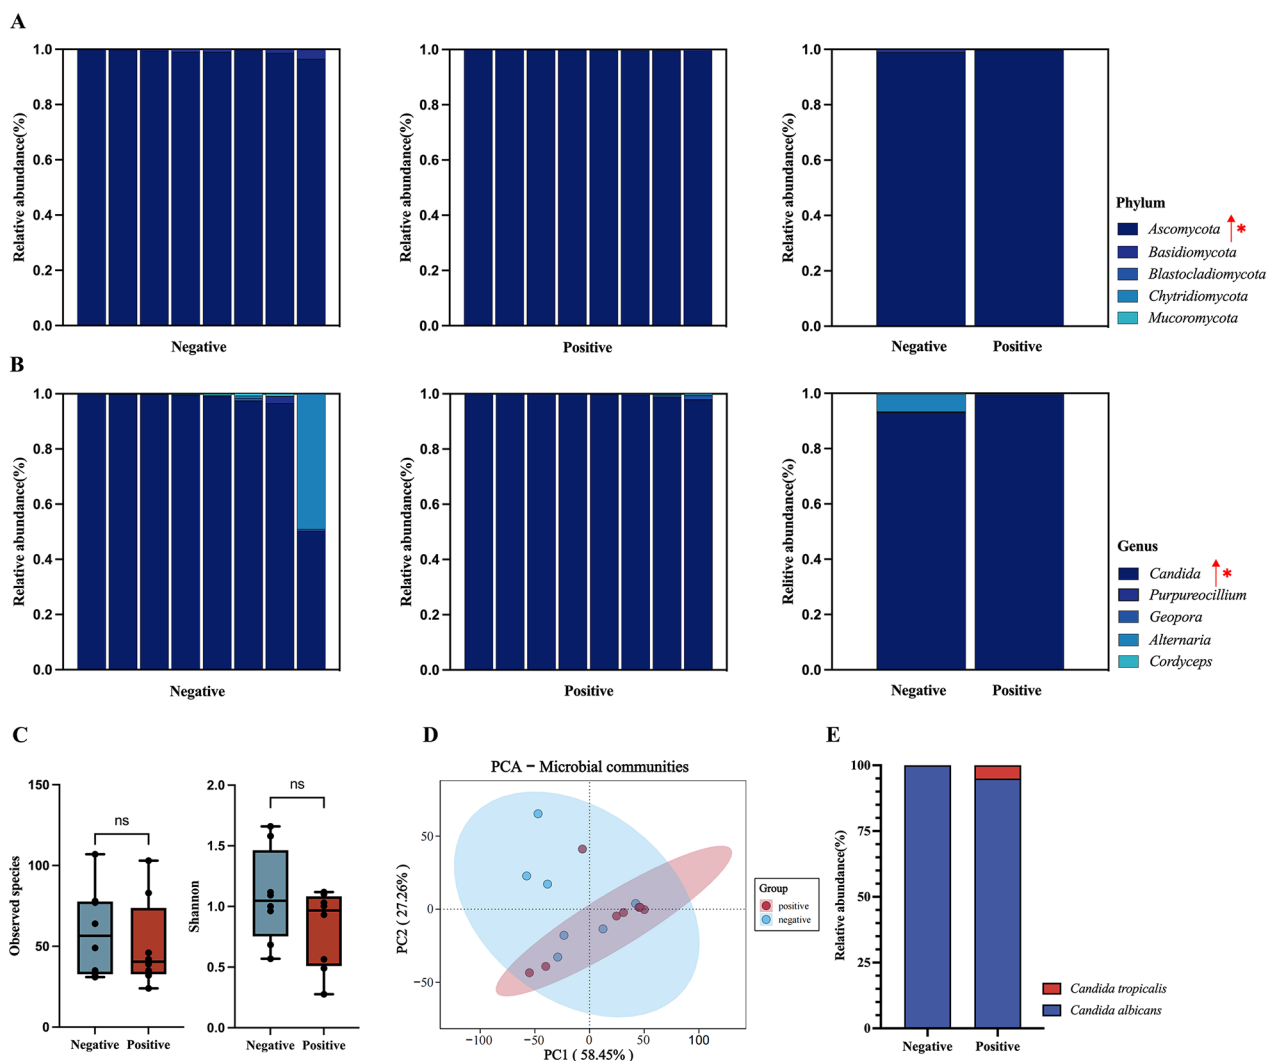 A
Relative abundance(%)
1.0
0.8
0.6
0.4
0.2
0.0
Negative
Relative abundance(%)
1.0
0.8
0.6
0.4
0.2
0.0
Positive
Relative abundance(%)
1.0
0.8
0.6
0.4
0.2
0.0
Negative Positive
Phylum
Ascomycota *
Basidiomycota
Blastocladiomycota
Chytridiomycota
Mucoromycota
B
Relative abundance(%)
1.0
0.8
0.6
0.4
0.2
0.0
Negative
Relative abundance(%)
1.0
0.8
0.6
0.4
0.2
0.0
Positive
Relitive abundance(%)
1.0
0.8
0.6
0.4
0.2
0.0
Negative Positive
Genus
Candida *
Purpureocillium
Geopora
Alternaria
Cordyceps
C
Observed species
150
100
50
0
ns
Negative Positive
Shannon
2.0
1.5
1.0
0.5
0.0
ns
Negative Positive
D
PCA − Microbial communities
PC2 ( 27.26% )
50
0
−50
−100 −50 0 50 100
PC1 ( 58.45% )
Group
positive
negative
E
Relative abundance(%)
100
75
50
25
0
Negative Positive
Candida tropicalis
Candida albicans